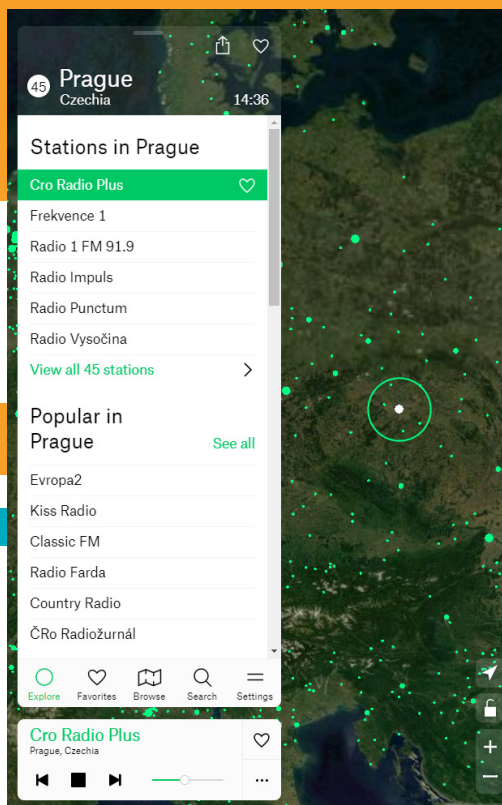 45
Prague
Czechia
14:36
Stations in Prague
Cro Radio Plus
Frekvence 1
Radio 1 FM 91.9
Radio Impuls
Radio Punctum
Radio Vysočina
View all 45 stations
Popular in
Prague
See all
Evropa2
Kiss Radio
Classic FM
Radio Farda
Country Radio
ČRo Radiožurnál
Explore Favorites Browse Search Settings
Cro Radio Plus
Prague, Czechia